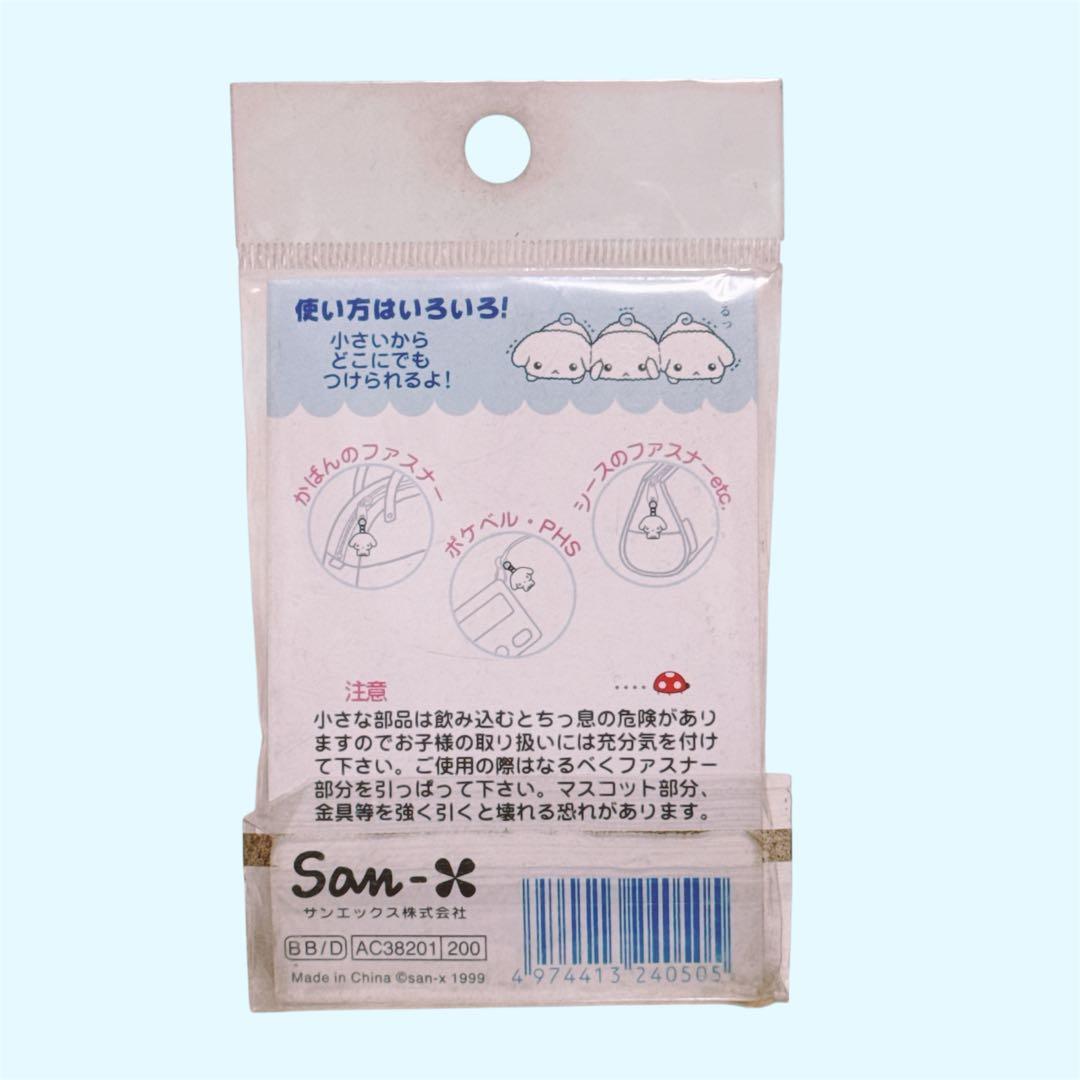 使い方はいろいろ!
小さいから
どこにでも
つけられるよ!
るっ
かばんのファスナー
ポケベル・PHS
シースのファスナーetc.
注意
小さな部品は飲み込むとちっ息の危険があり
ますのでお子様の取り扱いには充分気を付け
て下さい。ご使用の際はなるべくファスナー
部分を引っぱって下さい。マスコット部分、
金具等を強く引くと壊れる恐れがあります。
San-X
サンエックス株式会社
BB/D AC38201 200
Made in China ©san-x 1999
4 974413 240505